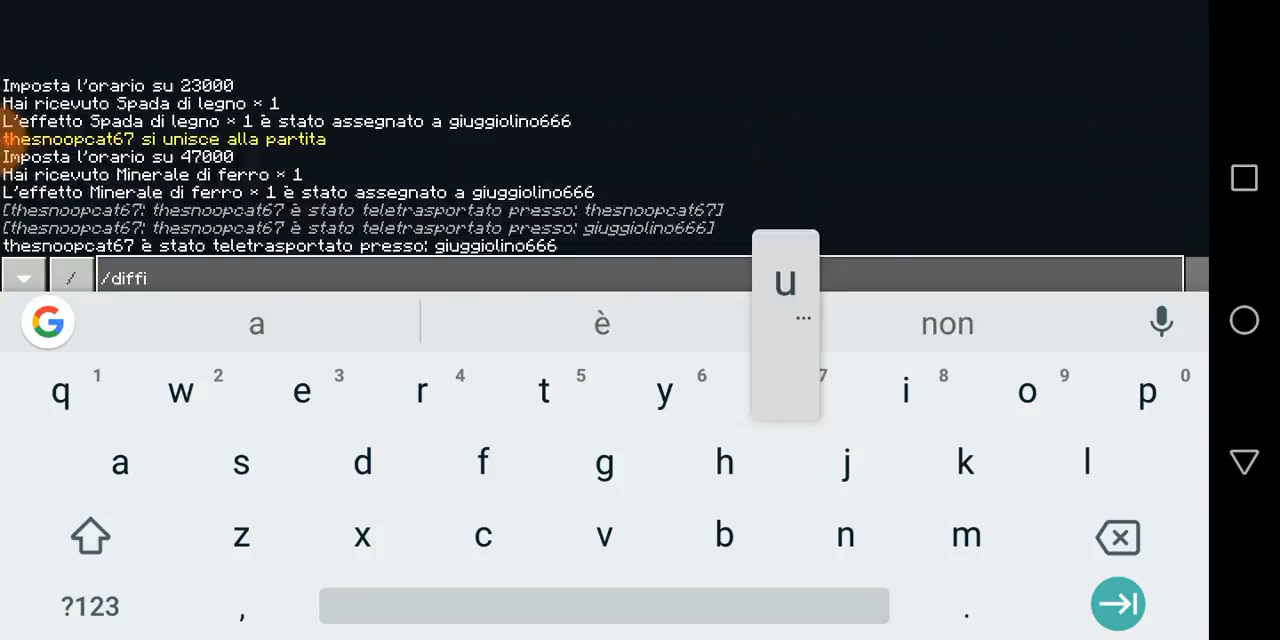 Imposta l'orario su 23000
Hai ricevuto Spada di legno × 1
L'effetto Spada di legno × 1 è stato assegnato a giuggiolino666
thesnoopcat67 si unisce alla partita
Imposta l'orario su 47000
Hai ricevuto Minerale di ferro × 1
L'effetto Minerale di ferro × 1 è stato assegnato a giuggiolino666
[thesnoopcat67: thesnoopcat67 è stato teletrasportato presso: thesnoopcat67]
[thesnoopcat67: thesnoopcat67 è stato teletrasportato presso: giuggiolino666]
thesnoopcat67 è stato teletrasportato presso: giuggiolino666
/ /diffi
u
...
G a è non
q 1 w 2 e 3 r 4 t 5 y 6 7 i 8 o 9 p 0
a s d f g h j k l
z x c v b n m
?123 , .